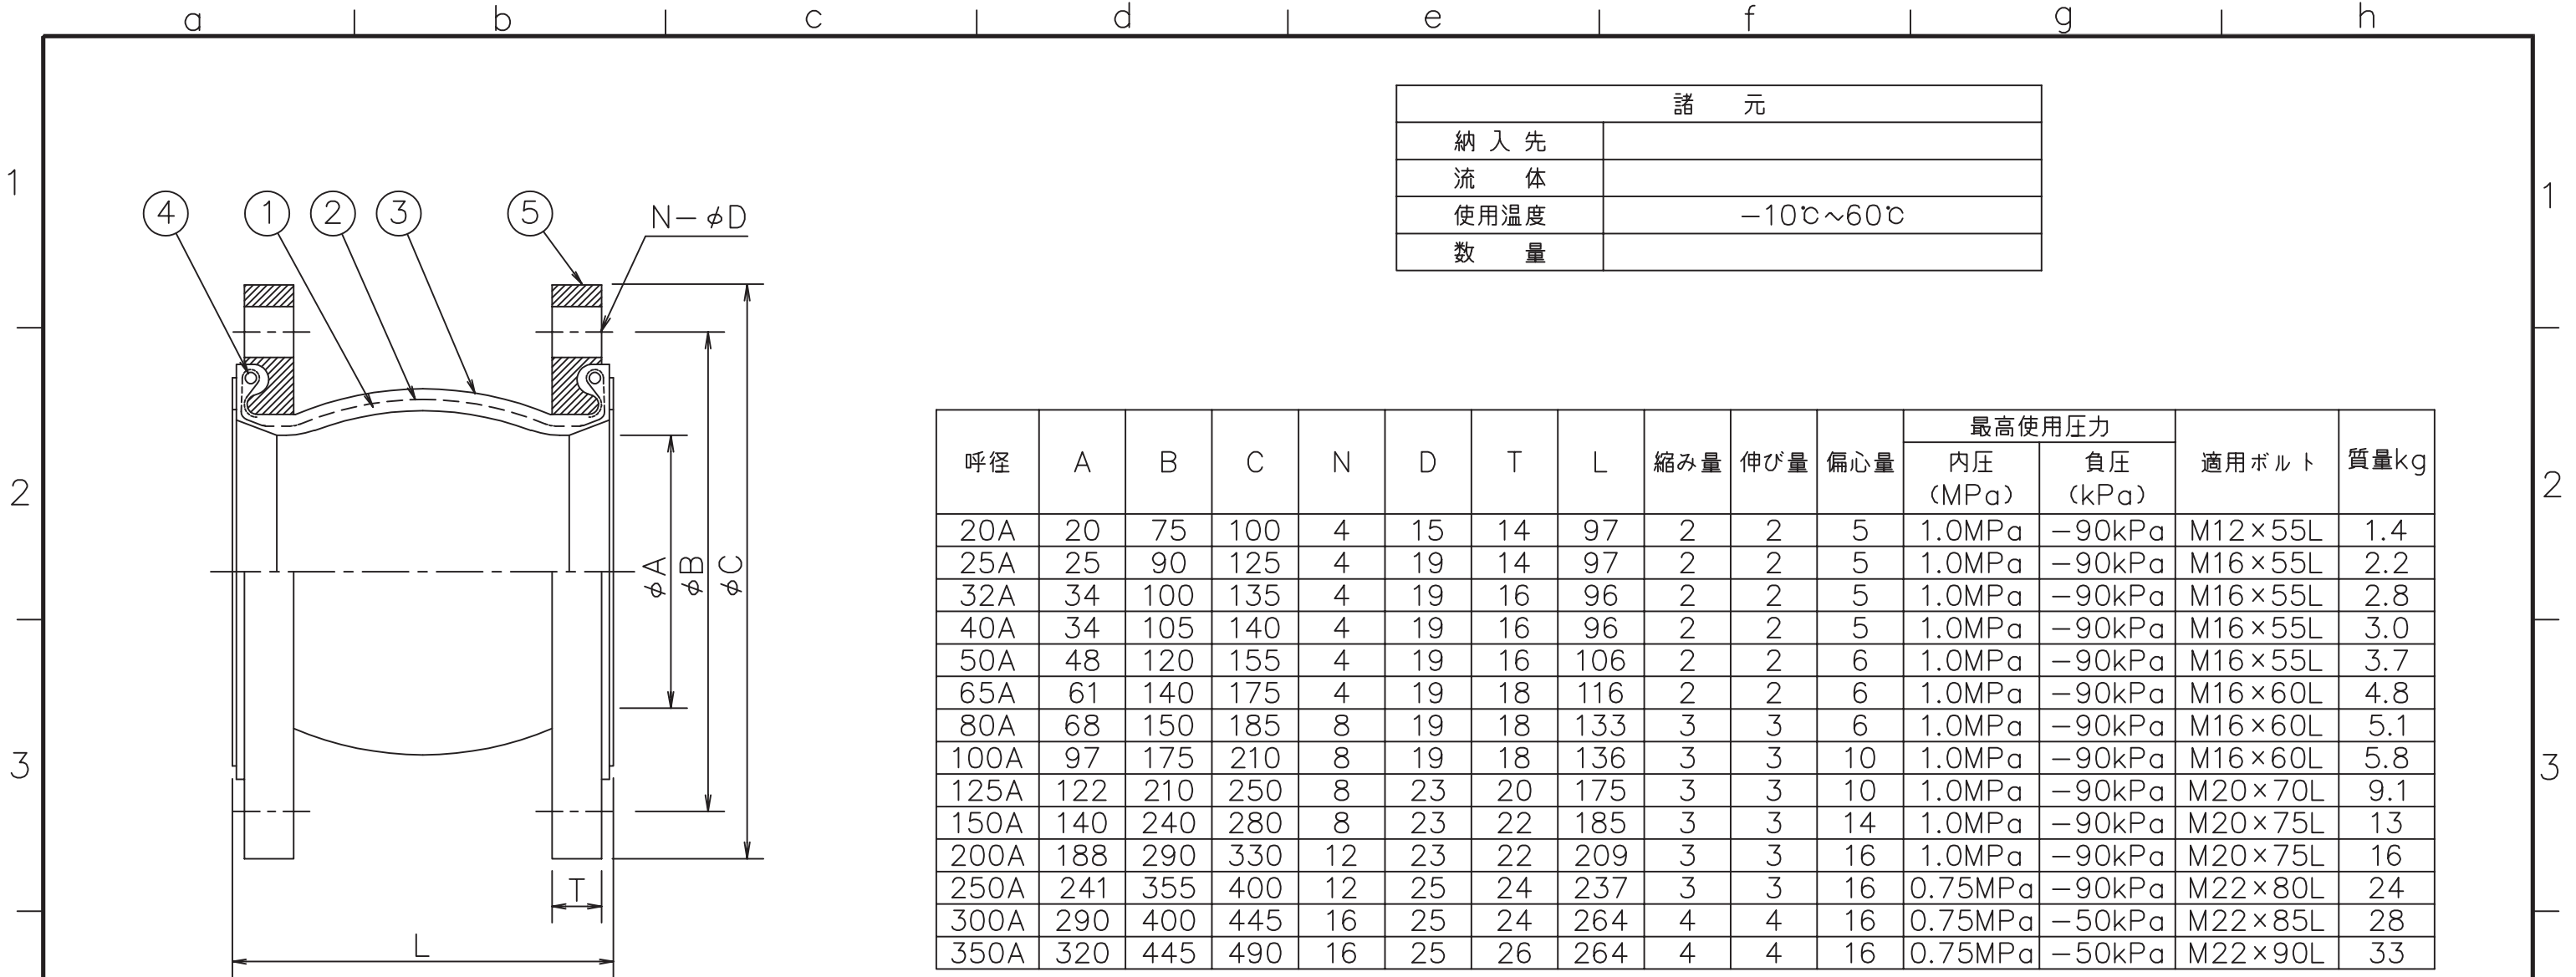 a b c d e f g h
1 1
2 2
3 3
諸 元
納 入 先
流 体
使用温度 −10℃~60℃
数 量
④ ① ② ③ ⑤ N−φD
φA
φB
φC
T
L
呼径 A B C N D T L 縮み量 伸び量 偏心量 最高使用圧力 適用ボルト 質量kg
内圧 負圧
(MPa) (kPa)
20A 20 75 100 4 15 14 97 2 2 5 1.0MPa −90kPa M12×55L 1.4
25A 25 90 125 4 19 14 97 2 2 5 1.0MPa −90kPa M16×55L 2.2
32A 34 100 135 4 19 16 96 2 2 5 1.0MPa −90kPa M16×55L 2.8
40A 34 105 140 4 19 16 96 2 2 5 1.0MPa −90kPa M16×55L 3.0
50A 48 120 155 4 19 16 106 2 2 6 1.0MPa −90kPa M16×55L 3.7
65A 61 140 175 4 19 18 116 2 2 6 1.0MPa −90kPa M16×60L 4.8
80A 68 150 185 8 19 18 133 3 3 6 1.0MPa −90kPa M16×60L 5.1
100A 97 175 210 8 19 18 136 3 3 10 1.0MPa −90kPa M16×60L 5.8
125A 122 210 250 8 23 20 175 3 3 10 1.0MPa −90kPa M20×70L 9.1
150A 140 240 280 8 23 22 185 3 3 14 1.0MPa −90kPa M20×75L 13
200A 188 290 330 12 23 22 209 3 3 16 1.0MPa −90kPa M20×75L 16
250A 241 355 400 12 25 24 237 3 3 16 0.75MPa −90kPa M22×80L 24
300A 290 400 445 16 25 24 264 4 4 16 0.75MPa −50kPa M22×85L 28
350A 320 445 490 16 25 26 264 4 4 16 0.75MPa −50kPa M22×90L 33